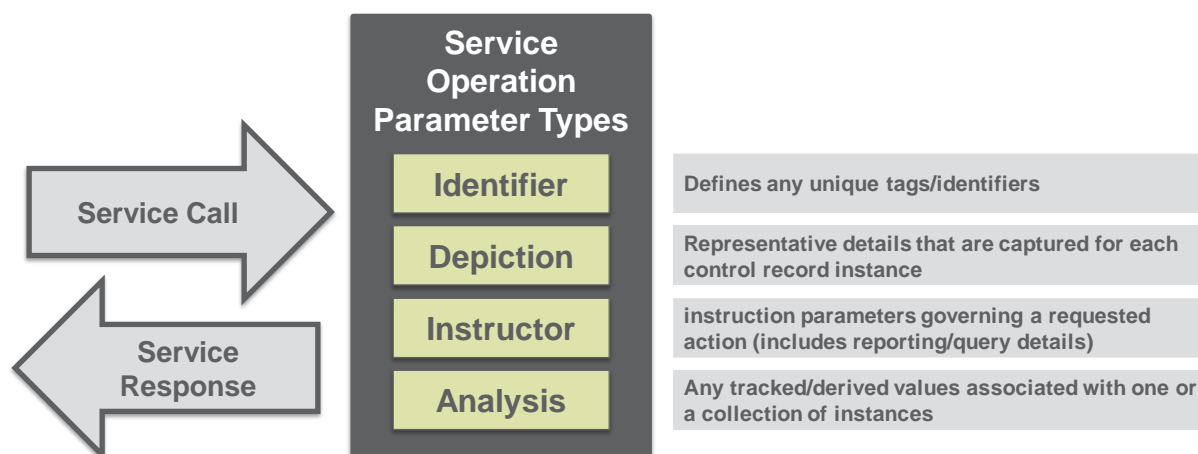 Service
Operation
Parameter Types
Service Call
Service
Response
Identifier
Defines any unique tags/identifiers
Depiction
Representative details that are captured for each
control record instance
Instructor
instruction parameters governing a requested
action (includes reporting/query details)
Analysis
Any tracked/derived values associated with one or
a collection of instances